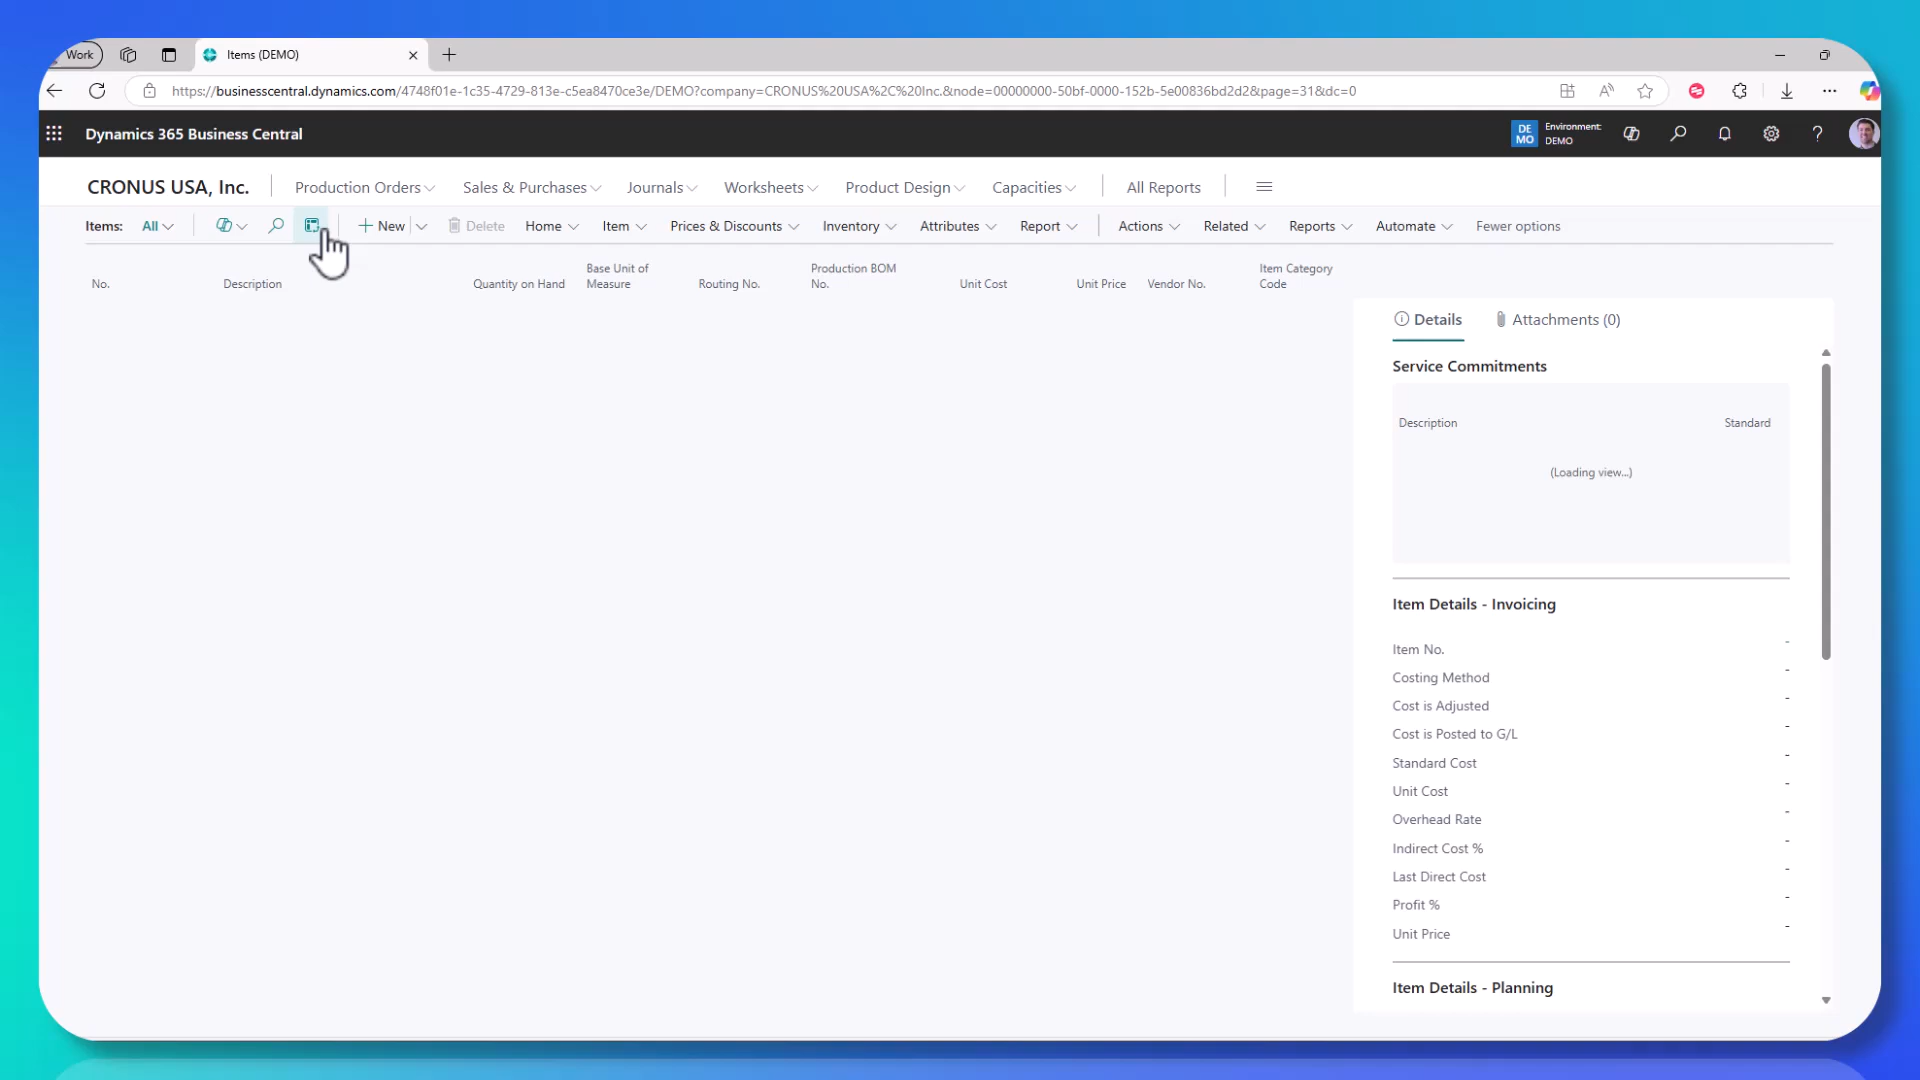 Work
Items (DEMO)
https://businesscentral.dynamics.com/4748f01e-1c35-4729-813e-c5ea8470ce3e/DEMO?company=CRONUS%20USA%2C%20Inc.&node=00000000-50bf-0000-152b-5e00836bd2d2&page=31&dc=0
Dynamics 365 Business Central
DE MO
Environment:
DEMO
CRONUS USA, Inc.
Production Orders
Sales & Purchases
Journals
Worksheets
Product Design
Capacities
All Reports
Items:
All
New
Delete
Home
Item
Prices & Discounts
Inventory
Attributes
Report
Actions
Related
Reports
Automate
Fewer options
No.
Description
Quantity on Hand
Base Unit of
Measure
Routing No.
Production BOM
No.
Unit Cost
Unit Price
Vendor No.
Item Category
Code
Details
Attachments (0)
Service Commitments
Description
Standard
(Loading view...)
Item Details - Invoicing
Item No. -
Costing Method -
Cost is Adjusted -
Cost is Posted to G/L -
Standard Cost -
Unit Cost -
Overhead Rate -
Indirect Cost % -
Last Direct Cost -
Profit % -
Unit Price -
Item Details - Planning